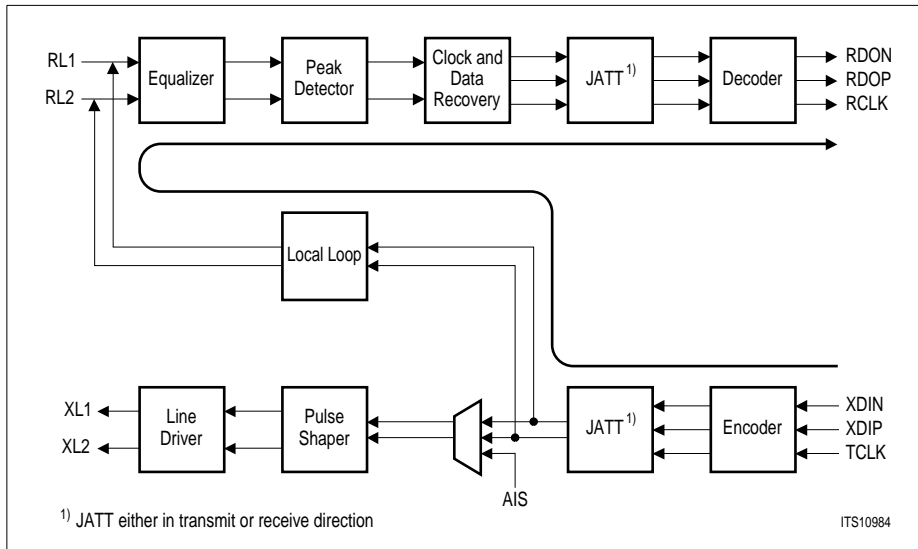 RL1
RL2
Equalizer
Peak
Detector
Clock and
Data
Recovery
JATT 1)
Decoder
RDON
RDOP
RCLK
Local Loop
XL1
XL2
Line
Driver
Pulse
Shaper
AIS
JATT 1)
Encoder
XDIN
XDIP
TCLK
1) JATT either in transmit or receive direction
ITS10984